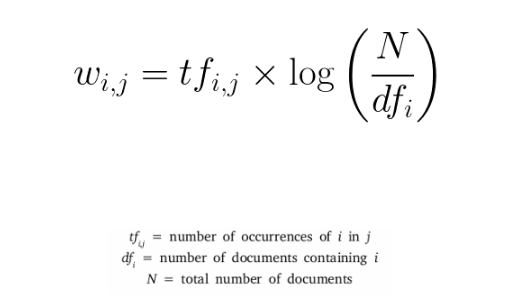 w_{i,j} = tf_{i,j} × log ( N / df_i )
tf_{i,j} = number of occurrences of i in j
df_i = number of documents containing i
N = total number of documents